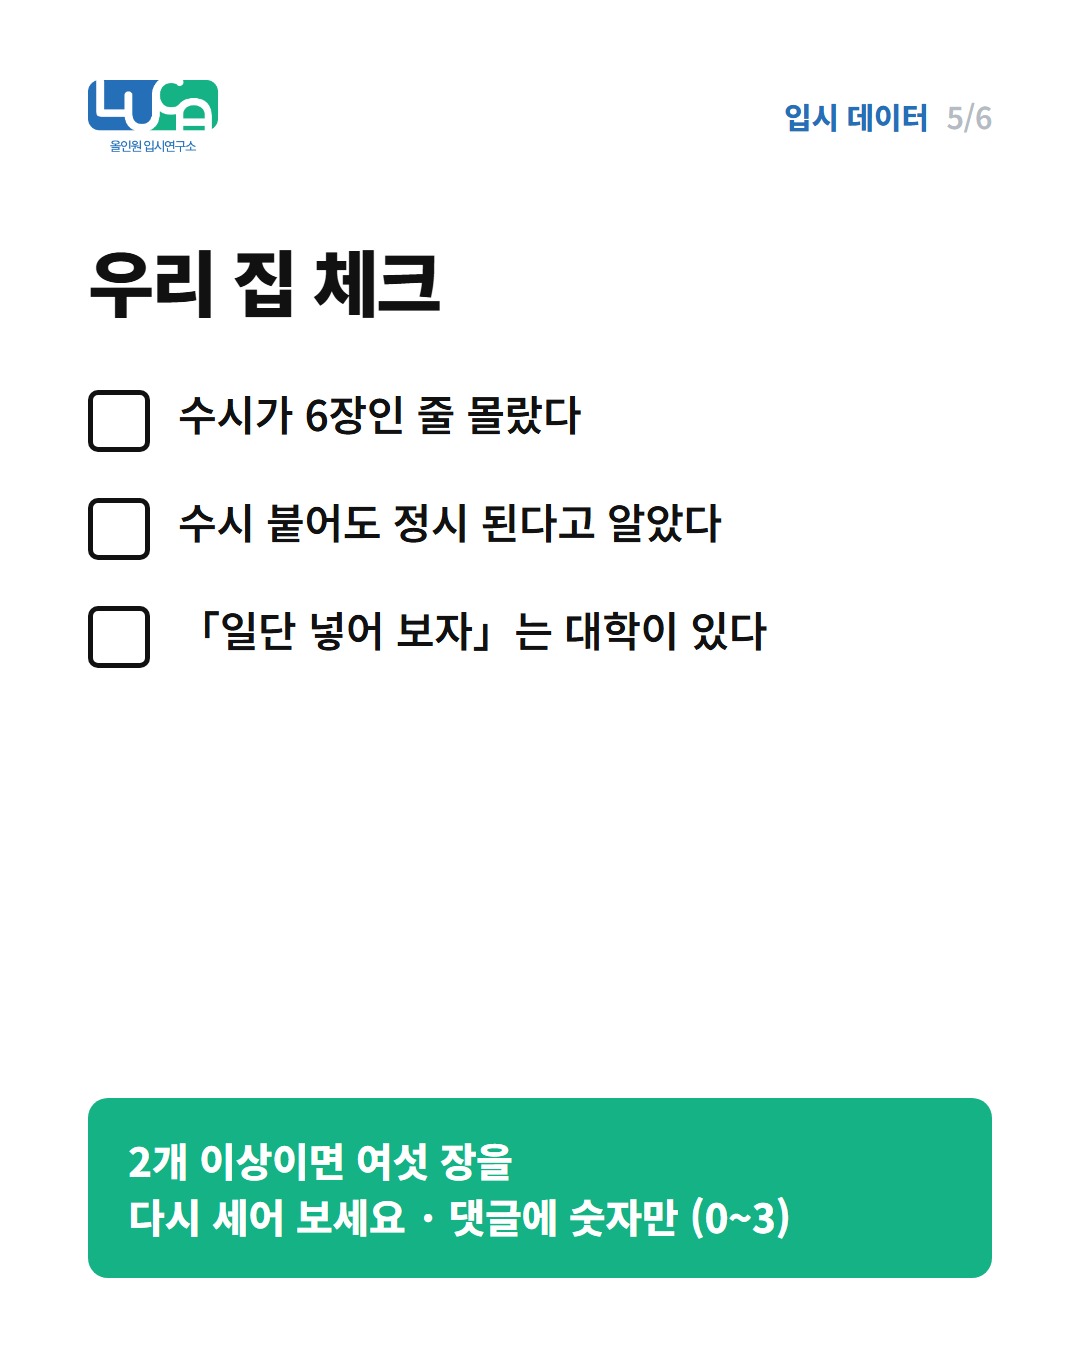 LUCA
올인원 입시연구소
입시 데이터 5/6
우리 집 체크
수시가 6장인 줄 몰랐다
수시 붙어도 정시 된다고 알았다
「일단 넣어 보자」는 대학이 있다
2개 이상이면 여섯 장을
다시 세어 보세요 · 댓글에 숫자만 (0~3)